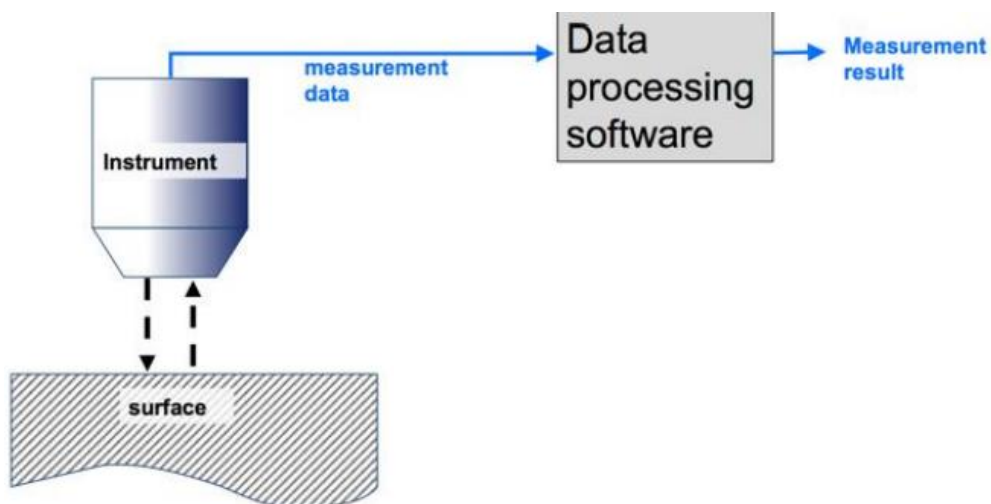 Data
processing
software
Measurement
result
measurement
data
Instrument
surface